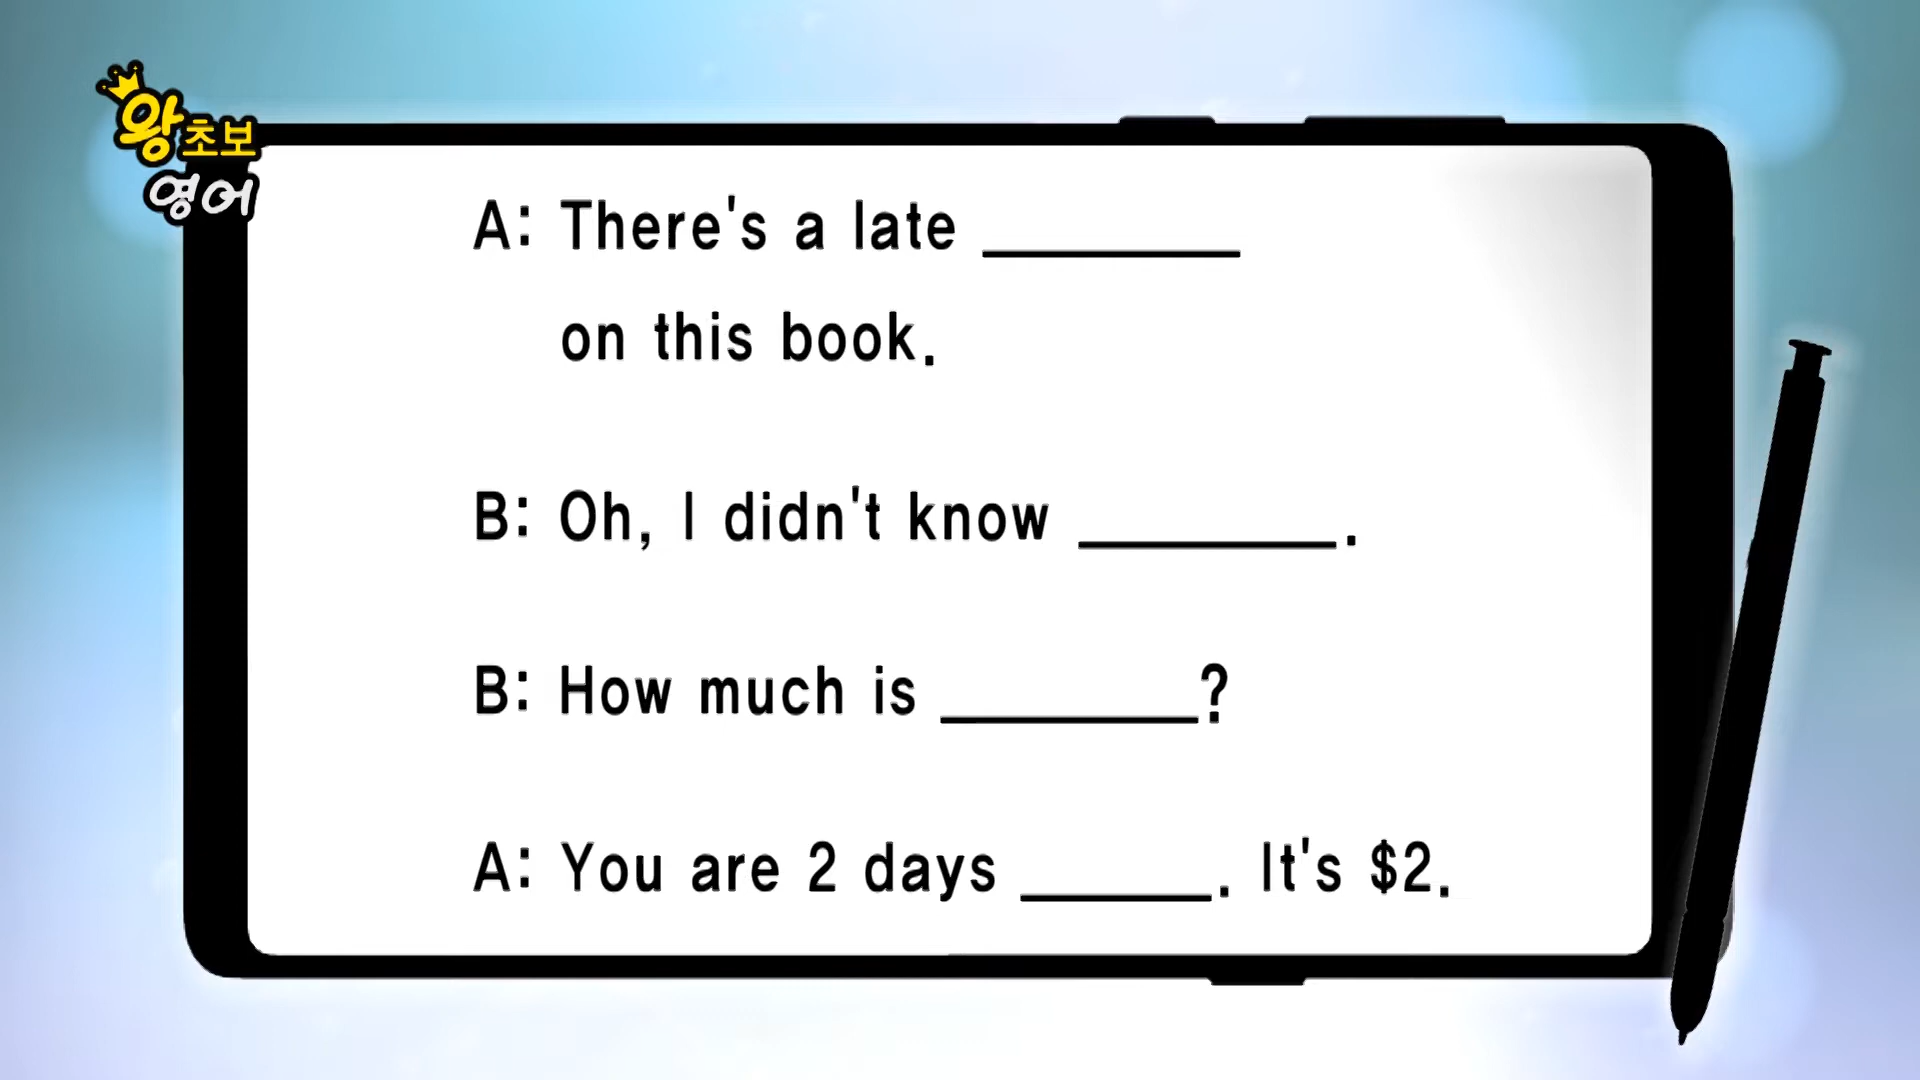 왕초보
영어
A: There's a late ________
on this book.
B: Oh, I didn't know ________.
B: How much is ________?
A: You are 2 days ______. It's $2.